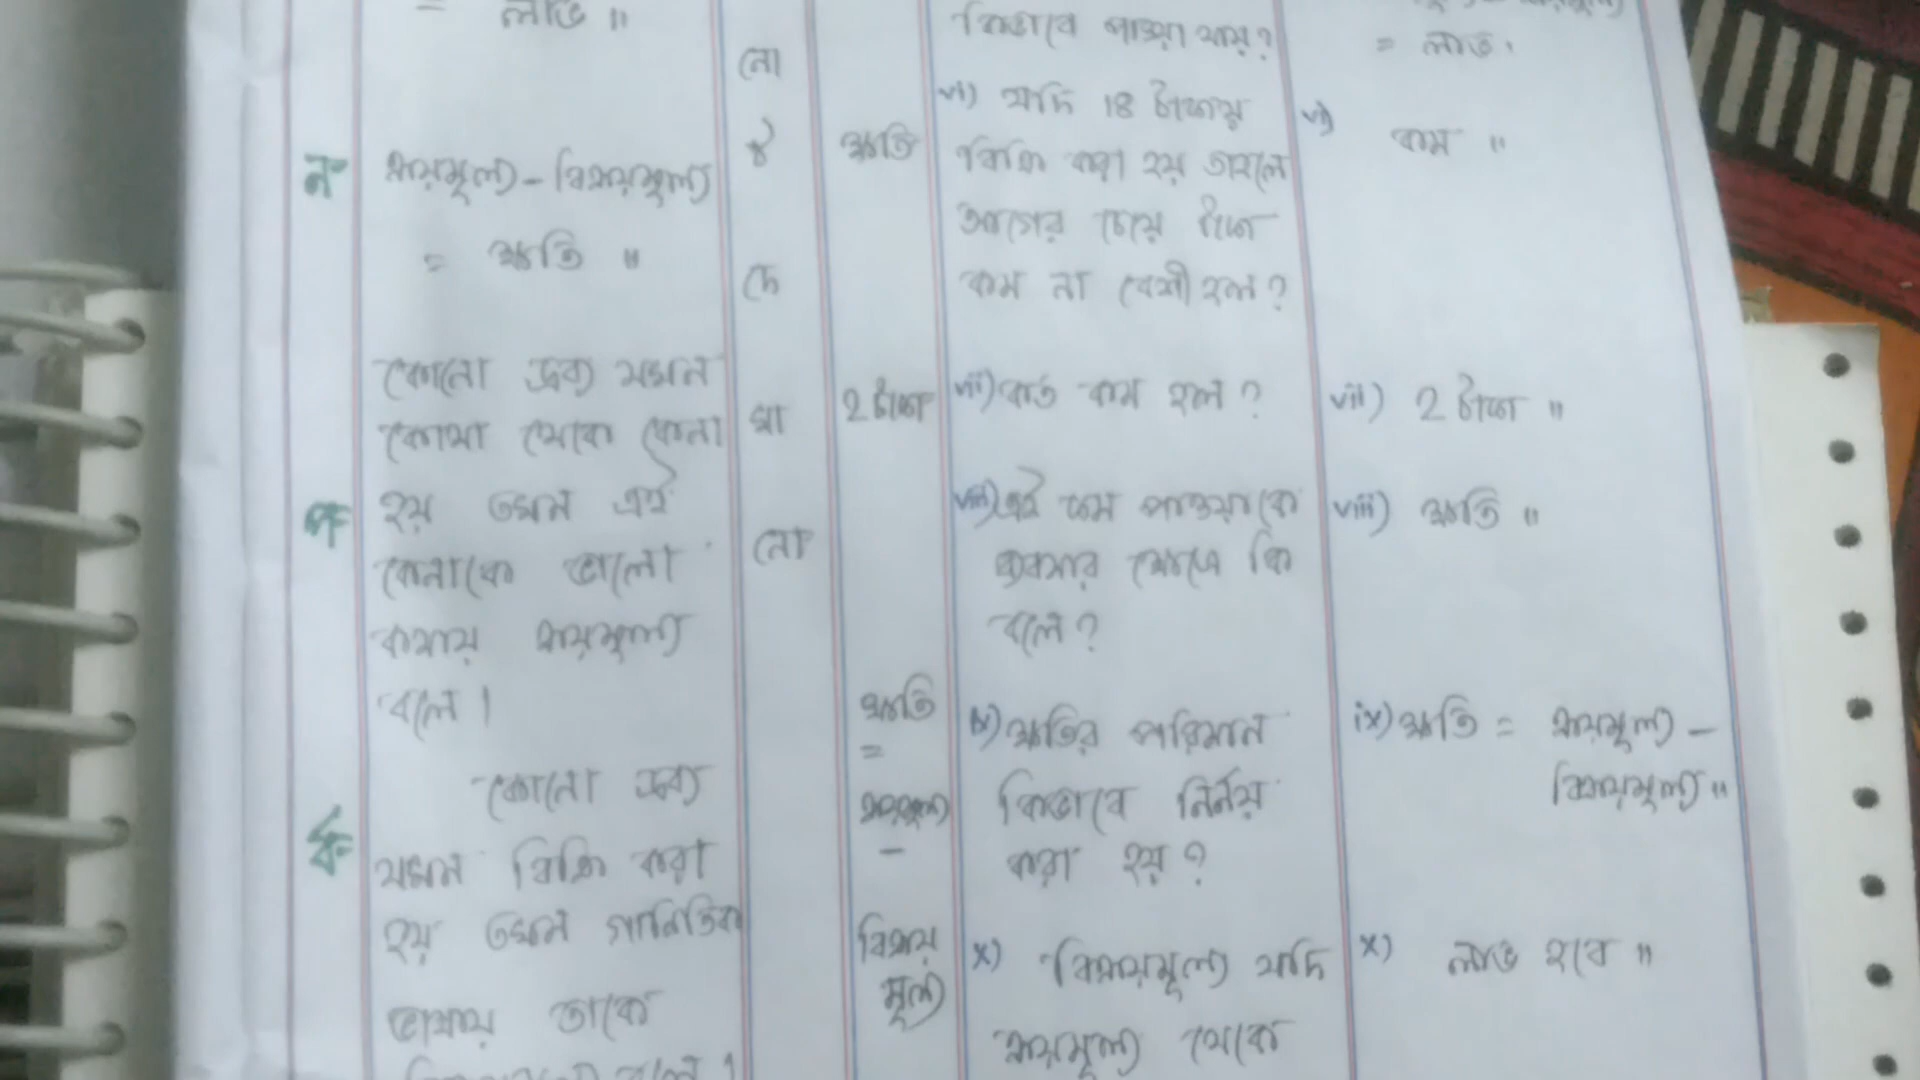 = লাভ ॥
ন
ক্রয়মূল্য - বিক্রয়মূল্য
= ক্ষতি ॥
কোনো দ্রব্য যখন
কোথা থেকে কেনা
হয় তখন এই
কেনাকে ভালো
কথায় ক্রয়মূল্য
বলে।
কোনো দ্রব্য
যখন বিক্রি করা
হয় তখন গানিতিক
ভাষায় তাকে
নো
ই
দে
খা
নো
ক্ষতি
2 টাকা
ক্ষতি
=
ক্রয়মূল্য
-
বিক্রয়
মূল্য
কিভাবে পাওয়া যায়?
vi) যদি 18 টাকায়
বিক্রি করা হয় তাহলে
আগের চেয়ে টাকা
কম না বেশী হল?
vii) কত কম হল?
viii) এই কম পাওয়াকে
ব্যবসার ক্ষেত্রে কি
বলে?
ix) ক্ষতির পরিমান
কিভাবে নির্নয়
করা হয়?
x) বিক্রয়মূল্য যদি
ক্রয়মূল্য থেকে
= লাভ।
vi) কম ॥
vii) 2 টাকা ॥
viii) ক্ষতি ॥
ix) ক্ষতি = ক্রয়মূল্য -
বিক্রয়মূল্য ॥
x) লাভ হবে ॥